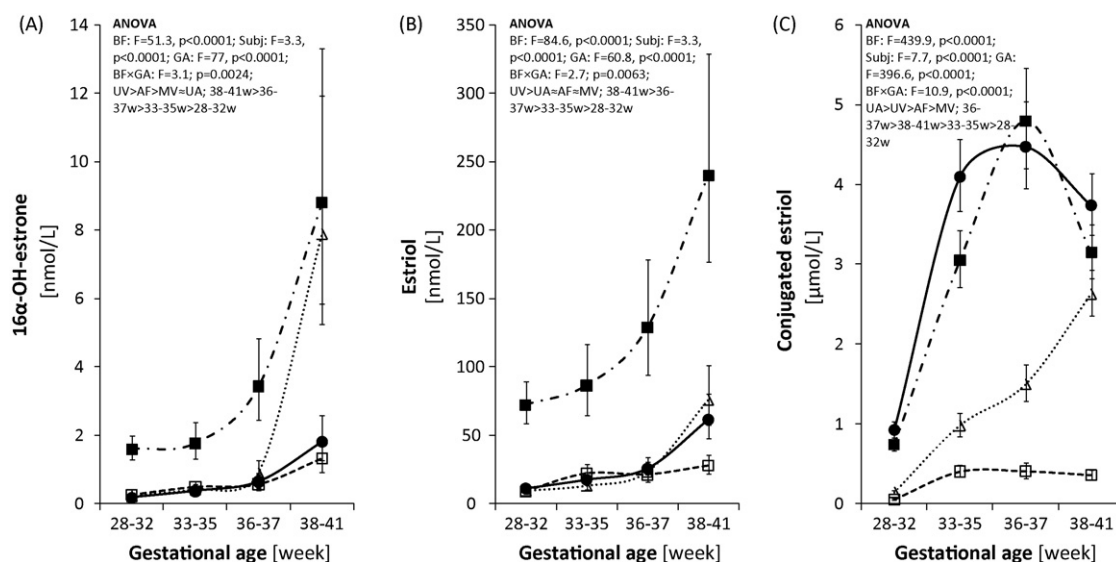 (A)
ANOVA
BF: F=51.3, p<0.0001; Subj: F=3.3,
p<0.0001; GA: F=77, p<0.0001;
BF×GA: F=3.1; p=0.0024;
UV>AF>MV≈UA; 38-41w>36-
37w>33-35w>28-32w
14
12
10
8
6
4
2
0
16α-OH-estrone
[nmol/L]
28-32 33-35 36-37 38-41
Gestational age [week]
(B)
ANOVA
BF: F=84.6, p<0.0001; Subj: F=3.3,
p<0.0001; GA: F=60.8, p<0.0001;
BF×GA: F=2.7; p=0.0063;
UV>UA≈AF≈MV; 38-41w>36-
37w>33-35w>28-32w
350
300
250
200
150
100
50
0
Estriol
[nmol/L]
28-32 33-35 36-37 38-41
Gestational age [week]
(C)
ANOVA
BF: F=439.9, p<0.0001;
Subj: F=7.7, p<0.0001; GA:
F=396.6, p<0.0001;
BF×GA: F=10.9, p<0.0001;
UA>UV>AF>MV; 36-
37w>38-41w>33-35w>28-
32w
6
5
4
3
2
1
0
Conjugated estriol
[µmol/L]
28-32 33-35 36-37 38-41
Gestational age [week]